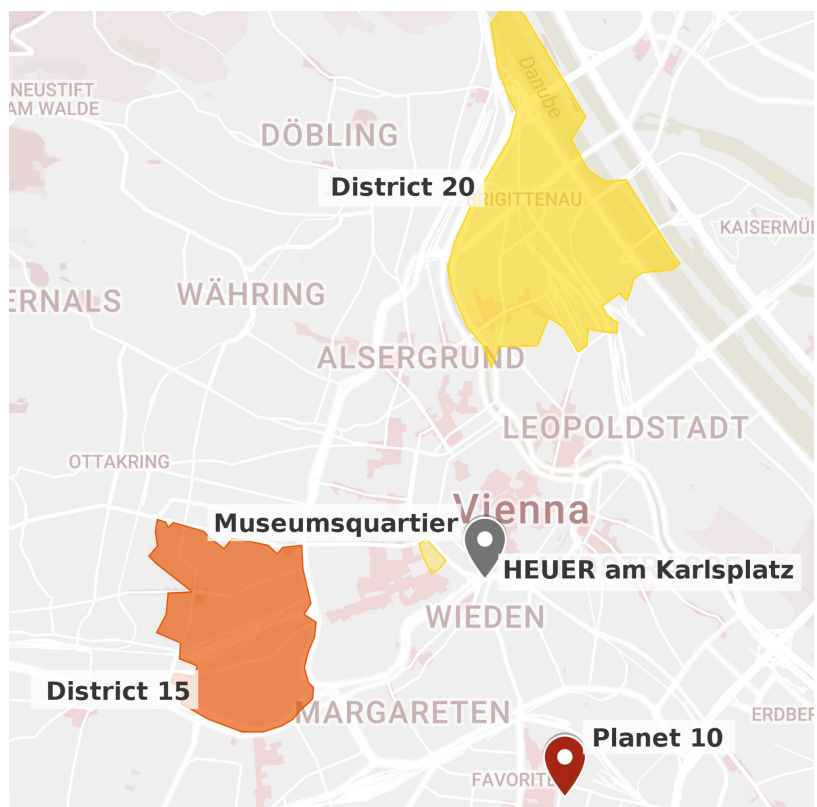 NEUSTIFT
AM WALDE
DÖBLING
Danube
District 20
BRIGITTENAU
KAISERMÜ
ERNALS
WÄHRING
ALSERGRUND
LEOPOLDSTADT
OTTAKRING
Vienna
Museumsquartier
HEUER am Karlsplatz
WIEDEN
District 15
MARGARETEN
ERDBER
Planet 10
FAVORITE